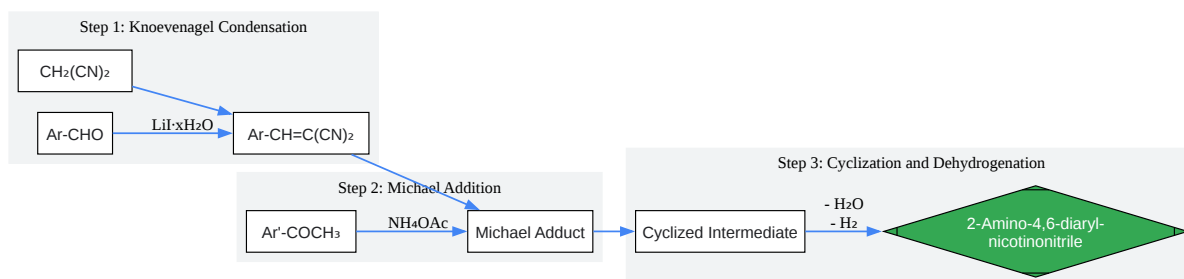 Step 1: Knoevenagel Condensation
CH₂(CN)₂
Ar-CHO
LiI·xH₂O
Ar-CH=C(CN)₂
Step 2: Michael Addition
Ar'-COCH₃
NH₄OAc
Michael Adduct
Step 3: Cyclization and Dehydrogenation
Cyclized Intermediate
- H₂O
- H₂
2-Amino-4,6-diaryl-
nicotinonitrile